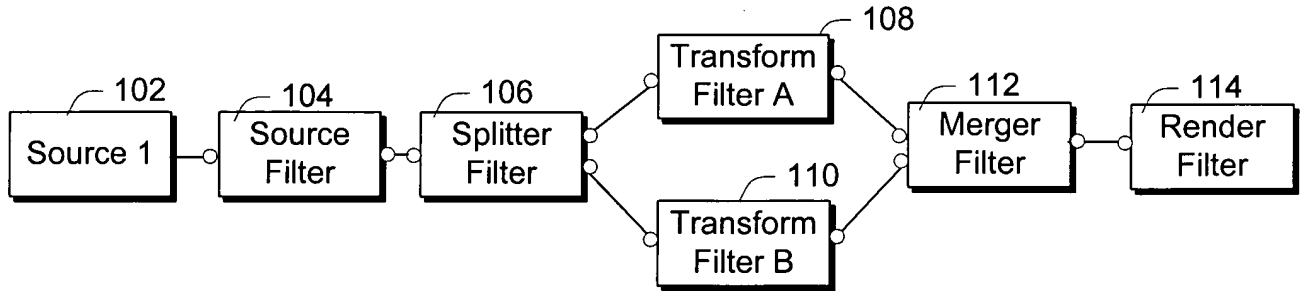 102
Source 1
104
Source
Filter
106
Splitter
Filter
108
Transform
Filter A
110
Transform
Filter B
112
Merger
Filter
114
Render
Filter